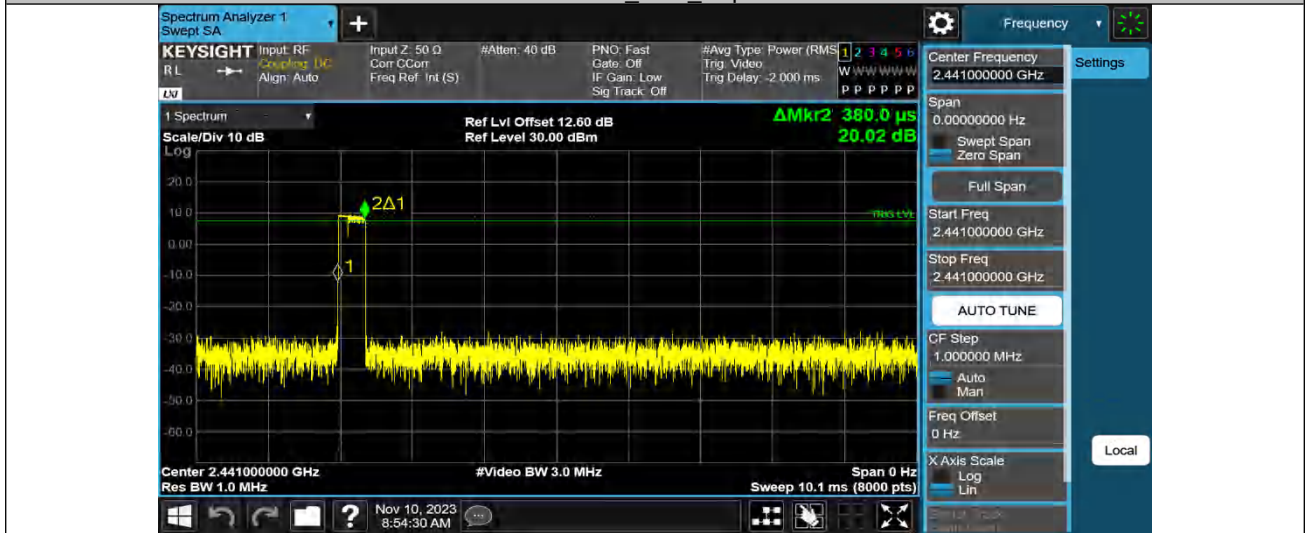 Spectrum Analyzer 1
Swept SA
+
Frequency
KEYSIGHT
RL
LXI
Input: RF
Coupling: DC
Align: Auto
Input Z: 50 Ω
Corr CCorr
Freq Ref: Int (S)
#Atten: 40 dB
PNO: Fast
Gate: Off
IF Gain: Low
Sig Track: Off
#Avg Type: Power (RMS
Trig: Video
Trig Delay: -2.000 ms
1 2 3 4 5 6
W W W W W W
P P P P P P
Center Frequency
2.441000000 GHz
Settings
Span
0.00000000 Hz
Swept Span
Zero Span
Full Span
Start Freq
2.441000000 GHz
Stop Freq
2.441000000 GHz
AUTO TUNE
CF Step
1.000000 MHz
Auto
Man
Freq Offset
0 Hz
X Axis Scale
Log
Lin
Local
1 Spectrum
Scale/Div 10 dB
Log
Ref Lvl Offset 12.60 dB
Ref Level 30.00 dBm
ΔMkr2 380.0 µs
20.02 dB
20.0
10.0
0.00
-10.0
-20.0
-30.0
-40.0
-50.0
-60.0
2Δ1
1
TRIG LVL
Center 2.441000000 GHz
Res BW 1.0 MHz
#Video BW 3.0 MHz
Span 0 Hz
Sweep 10.1 ms (8000 pts)
?
Nov 10, 2023
8:54:30 AM